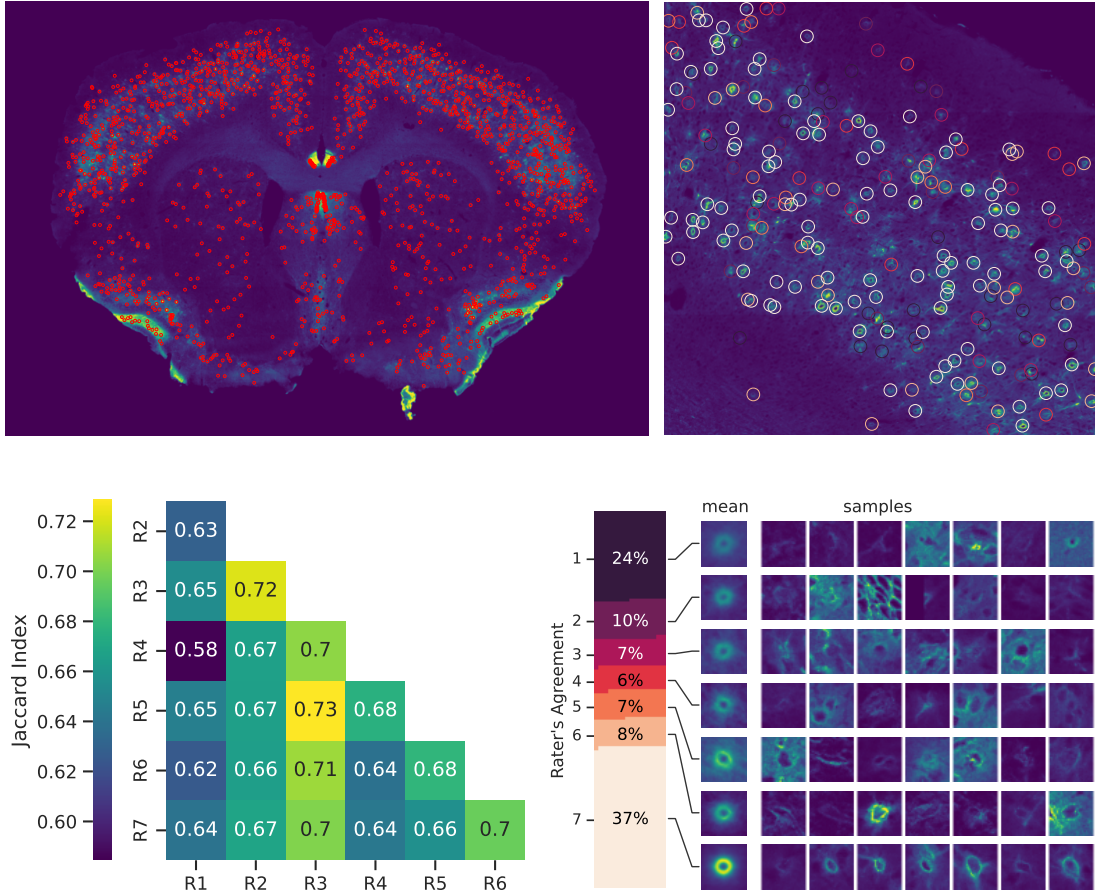 Jaccard Index
0.72
0.70
0.68
0.66
0.64
0.62
0.60
R2 0.63
R3 0.65 0.72
R4 0.58 0.67 0.7
R5 0.65 0.67 0.73 0.68
R6 0.62 0.66 0.71 0.64 0.68
R7 0.64 0.67 0.7 0.64 0.66 0.7
R1 R2 R3 R4 R5 R6
mean samples
Rater's Agreement
1 24%
2 10%
3 7%
4 6%
5 7%
6 8%
7 37%